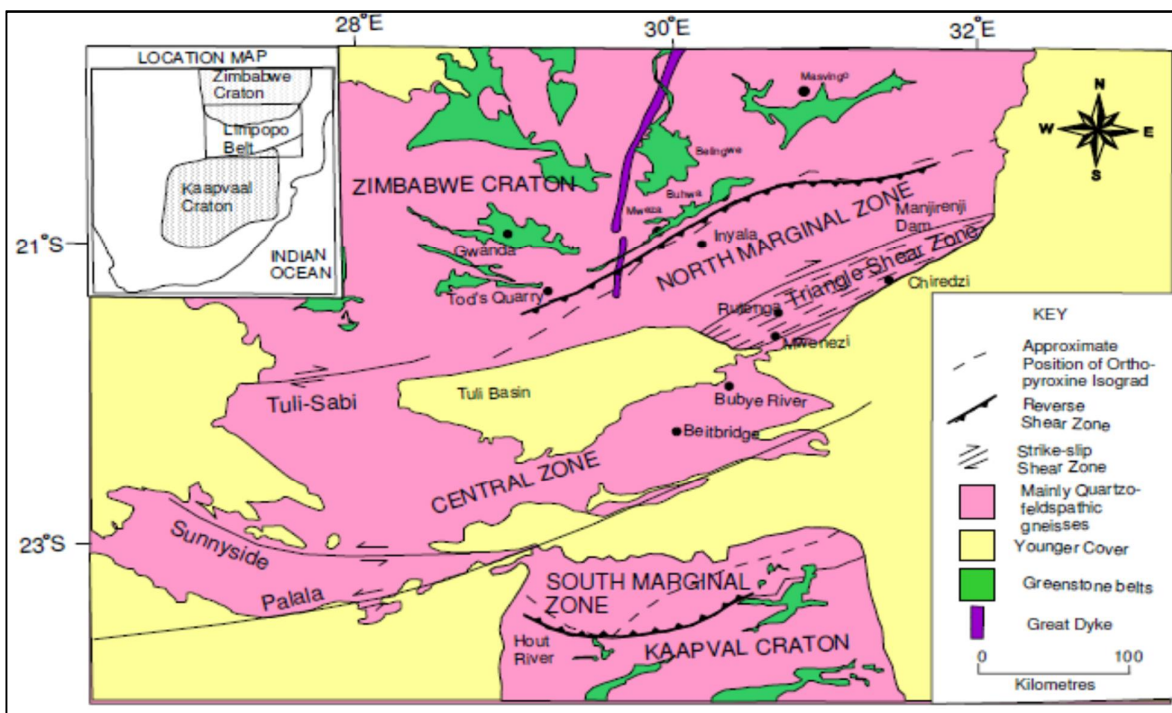 28°E
30°E
32°E
LOCATION MAP
Zimbabwe
Craton
Limpopo
Belt
Kaapvaal
Craton
INDIAN
OCEAN
Masvingo
N
W
E
S
Belingwe
ZIMBABWE CRATON
Buhwa
Mweza
21°S
Gwanda
Inyala
NORTH MARGINAL ZONE
Manjirenji
Dam
Tod's Quarry
Triangle Shear Zone
Chiredzi
Rutenga
Mwenezi
Tuli-Sabi
Tuli Basin
Bubye River
Beitbridge
CENTRAL ZONE
23°S
Sunnyside
Palala
SOUTH MARGINAL
ZONE
Hout
River
KAAPVAL CRATON
KEY
Approximate
Position of Ortho-
pyroxine Isograd
Reverse
Shear Zone
Strike-slip
Shear Zone
Mainly Quartzo-
feldspathic
gneisses
Younger Cover
Greenstone belts
Great Dyke
0
100
Kilometres